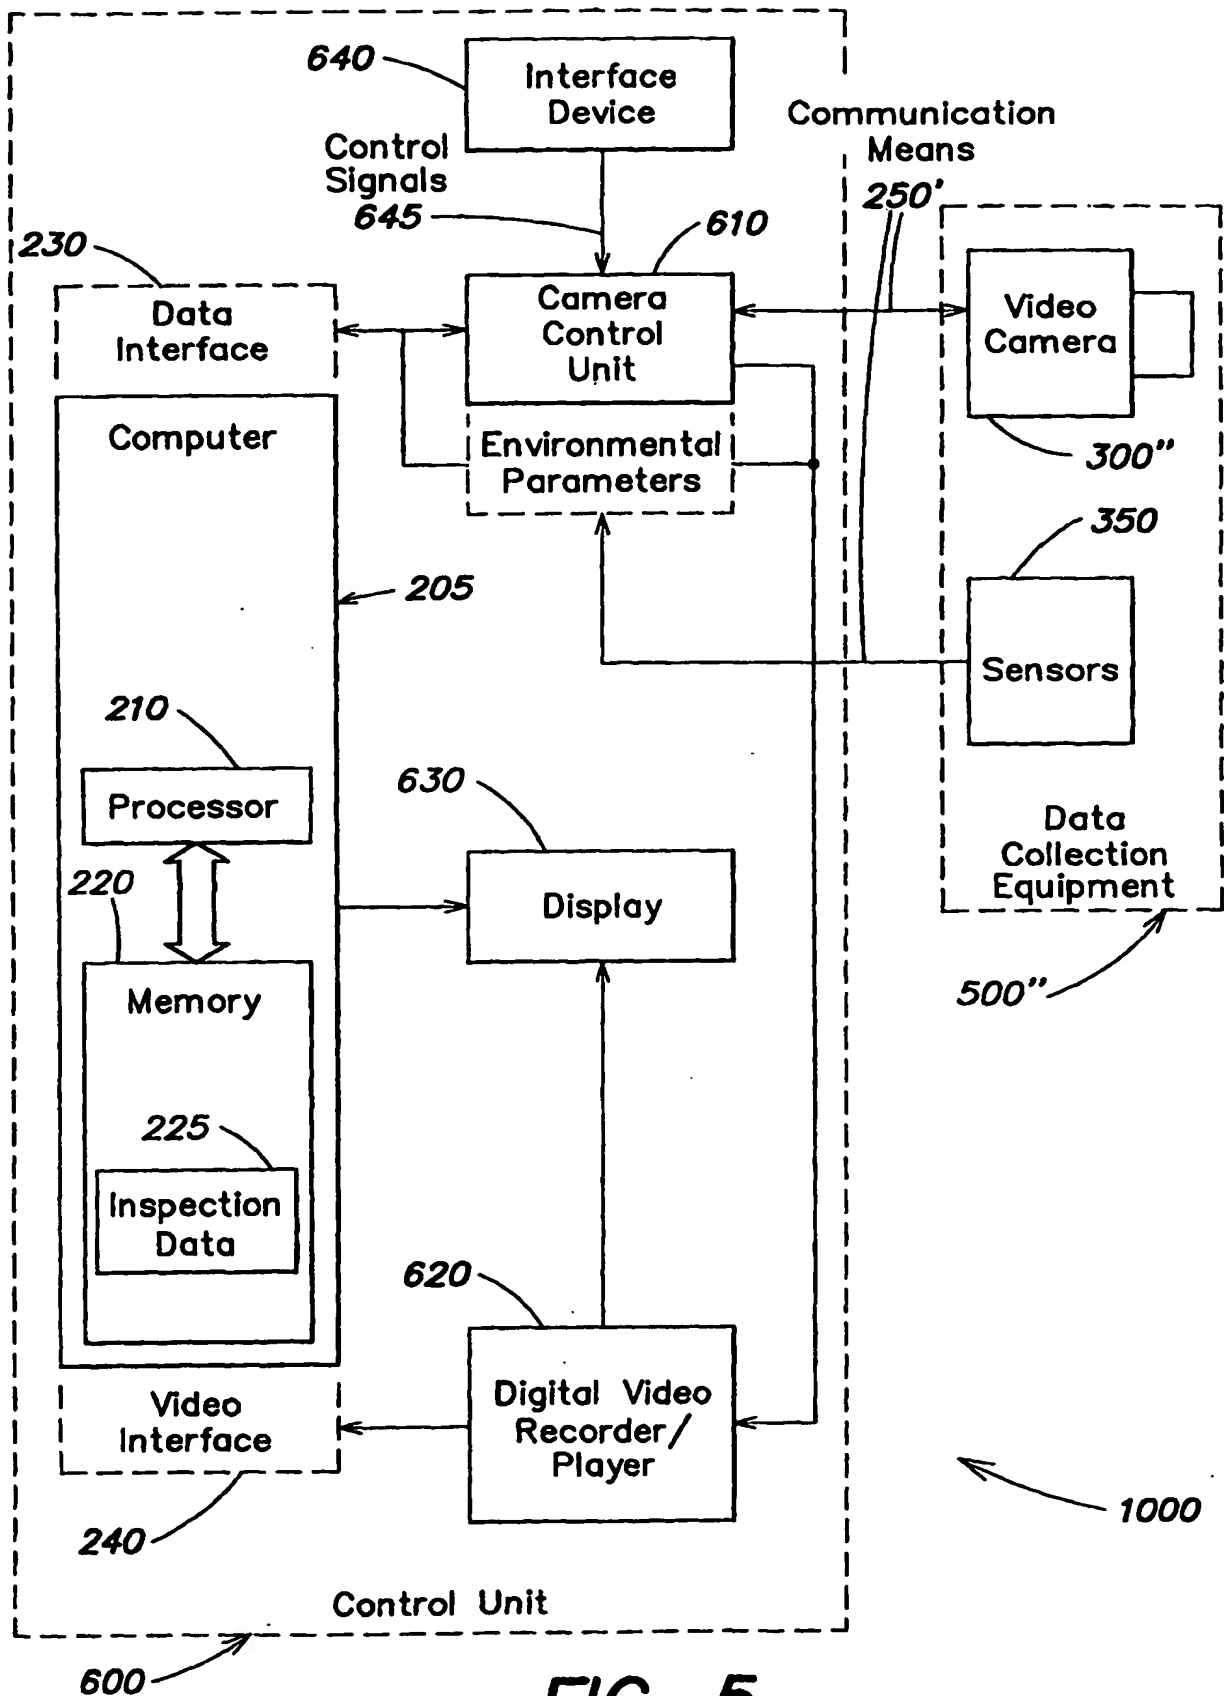 640
Interface
Device
Communication
Means
250'
Control
Signals
645
610
230
Data
Interface
Camera
Control
Unit
Video
Camera
300"
Computer
Environmental
Parameters
350
205
Sensors
210
Processor
630
Data
Collection
Equipment
220
Display
500"
Memory
225
Inspection
Data
620
Video
Interface
Digital Video
Recorder/
Player
1000
240
Control Unit
600
FIG. 5